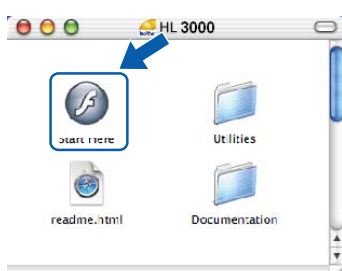 HL 3000
Start Here
Utilities
readme.html
Documentation